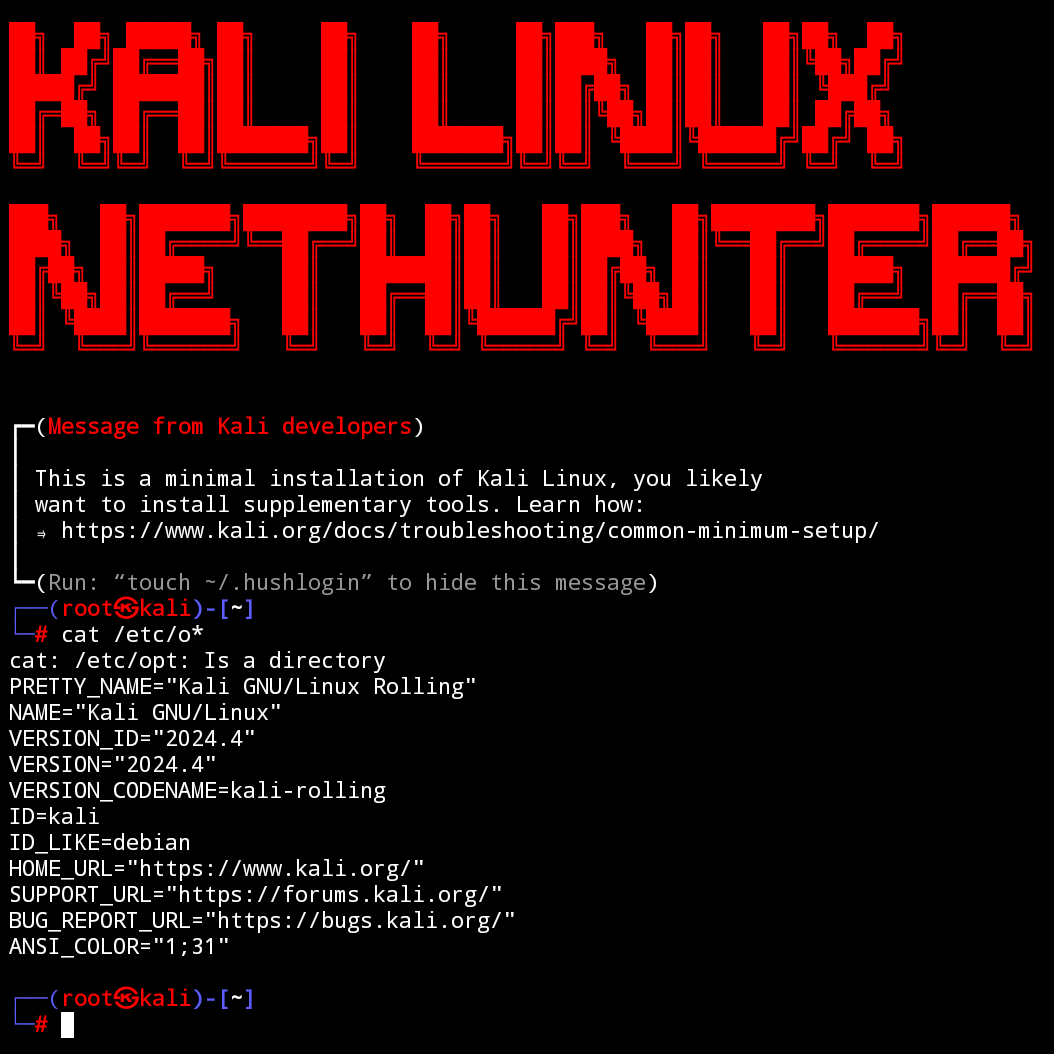 KALI LINUX
NETHUNTER
┏━(Message from Kali developers)
┃
┃ This is a minimal installation of Kali Linux, you likely
┃ want to install supplementary tools. Learn how:
┃ ⇒ https://www.kali.org/docs/troubleshooting/common-minimum-setup/
┃
┗━(Run: “touch ~/.hushlogin” to hide this message)
┌──(root㉿kali)-[~]
└─# cat /etc/o*
cat: /etc/opt: Is a directory
PRETTY_NAME="Kali GNU/Linux Rolling"
NAME="Kali GNU/Linux"
VERSION_ID="2024.4"
VERSION="2024.4"
VERSION_CODENAME=kali-rolling
ID=kali
ID_LIKE=debian
HOME_URL="https://www.kali.org/"
SUPPORT_URL="https://forums.kali.org/"
BUG_REPORT_URL="https://bugs.kali.org/"
ANSI_COLOR="1;31"
┌──(root㉿kali)-[~]
└─#